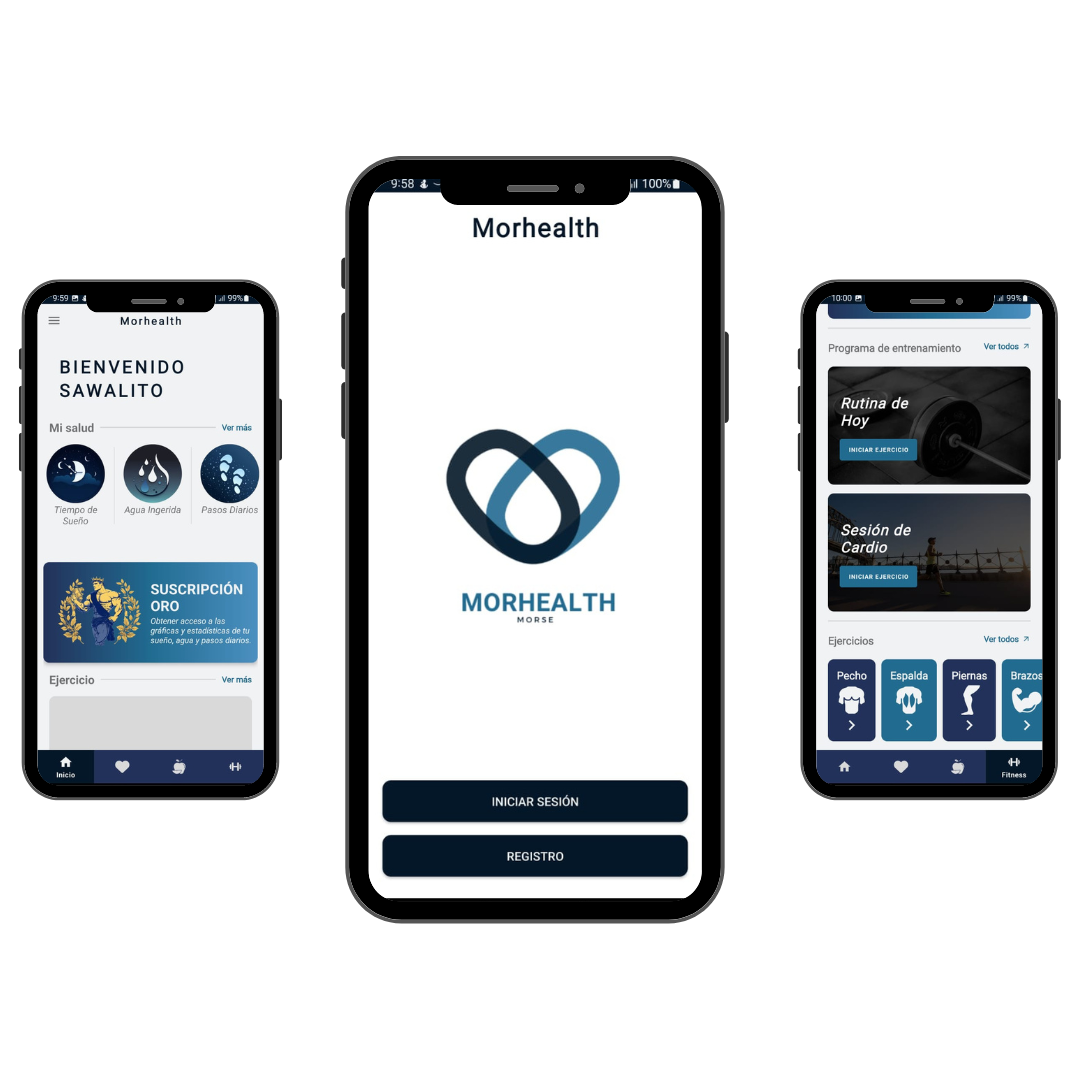 9:59
99%
Morhealth
BIENVENIDO
SAWALITO
Mi salud
Ver más
Tiempo de
Sueño
Agua Ingerida
Pasos Diarios
SUSCRIPCIÓN
ORO
Obtener acceso a las
gráficas y estadísticas de tu
sueño, agua y pasos diarios.
Ejercicio
Ver más
Inicio
9:58
100%
Morhealth
MORHEALTH
MORSE
INICIAR SESIÓN
REGISTRO
10:00
99%
Programa de entrenamiento
Ver todos
Rutina de
Hoy
INICIAR EJERCICIO
Sesión de
Cardio
INICIAR EJERCICIO
Ejercicios
Ver todos
Pecho
Espalda
Piernas
Brazos
Fitness